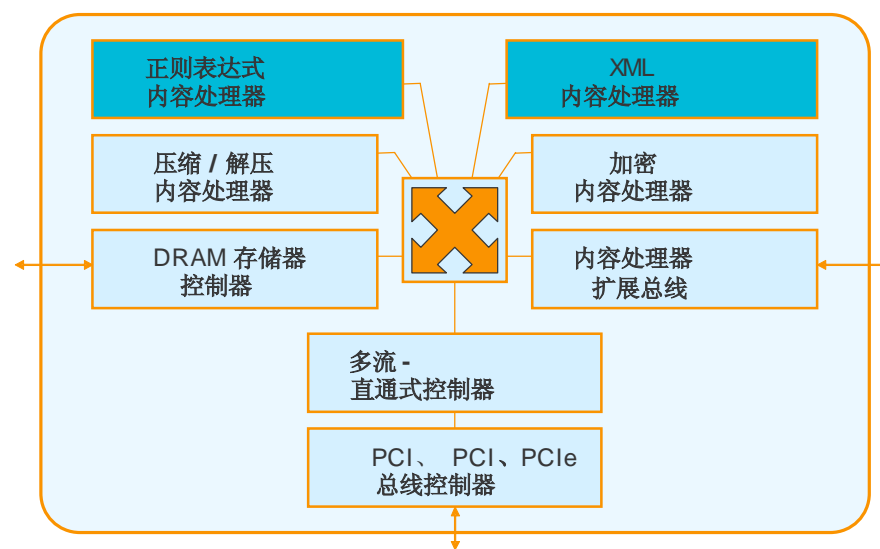 正则表达式
内容处理器
XML
内容处理器
压缩 / 解压
内容处理器
加密
内容处理器
DRAM 存储器
控制器
内容处理器
扩展总线
多流 -
直通式控制器
PCI、 PCI、PCIe
总线控制器